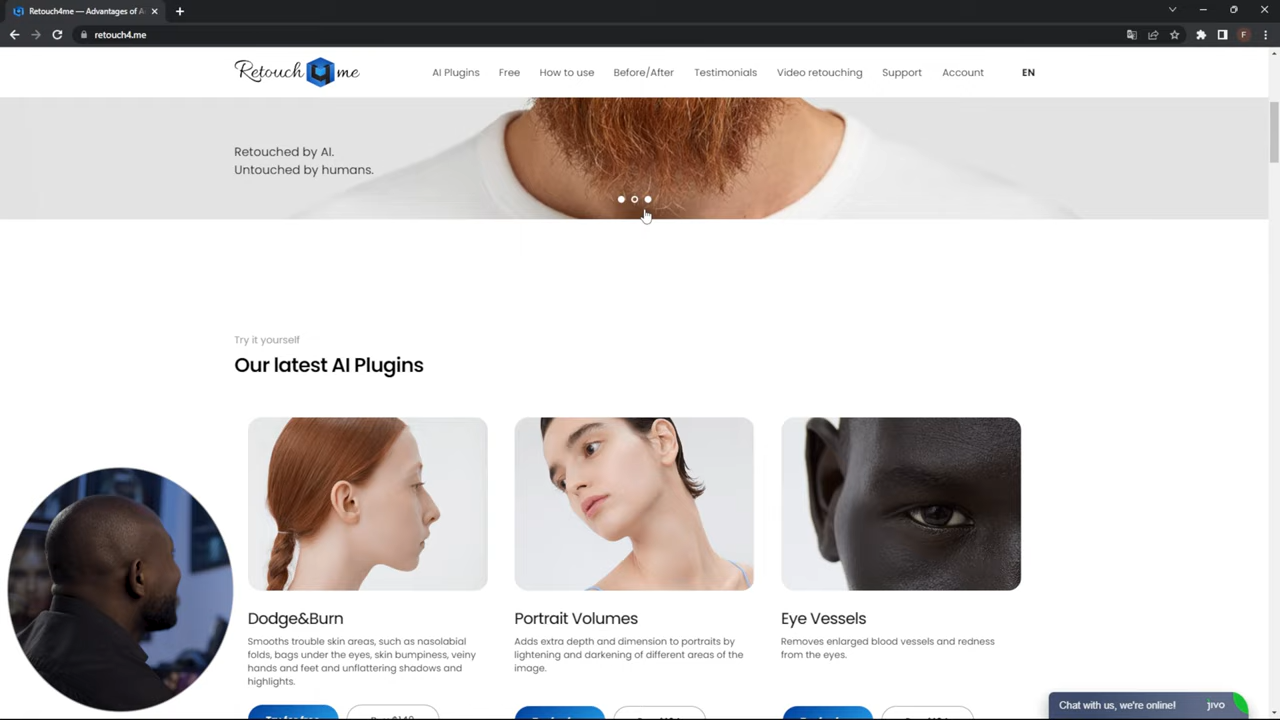 Retouch4me — Advantages of A
retouch4.me
F
Retouch me
AI Plugins Free How to use Before/After Testimonials Video retouching Support Account EN
Retouched by AI.
Untouched by humans.
Try it yourself
Our latest AI Plugins
Dodge&Burn
Smooths trouble skin areas, such as nasolabial
folds, bags under the eyes, skin bumpiness, veiny
hands and feet and unflattering shadows and
highlights.
Portrait Volumes
Adds extra depth and dimension to portraits by
lightening and darkening of different areas of the
image.
Eye Vessels
Removes enlarged blood vessels and redness
from the eyes.
Chat with us, we're online! jivo